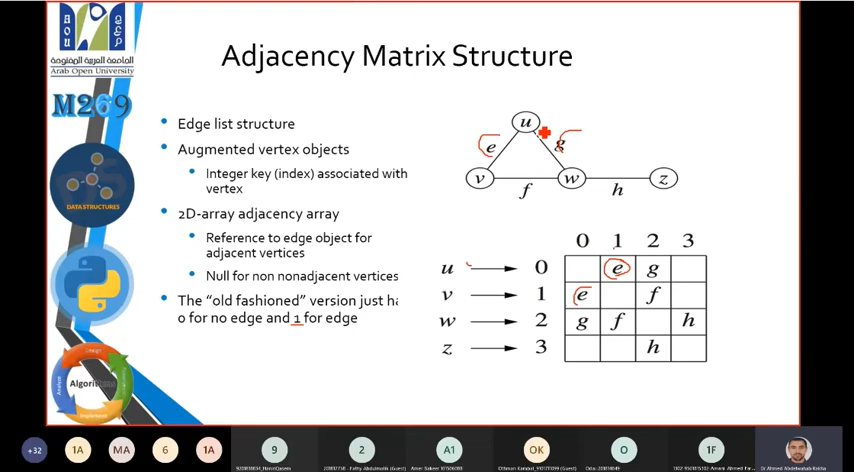 AOU
الجامعة العربية المفتوحة
Arab Open University
M269
DATA STRUCTURES
Algorithms
Adjacency Matrix Structure
Edge list structure
Augmented vertex objects
Integer key (index) associated with
vertex
2D-array adjacency array
Reference to edge object for
adjacent vertices
Null for non nonadjacent vertices
The “old fashioned” version just ha
0 for no edge and 1 for edge
u
e g
v f w h z
0 1 2 3
u 0 e g
v 1 e f
w 2 g f h
z 3 h
+32 1A MA 6 1A 9 2 A1 OK O 1F